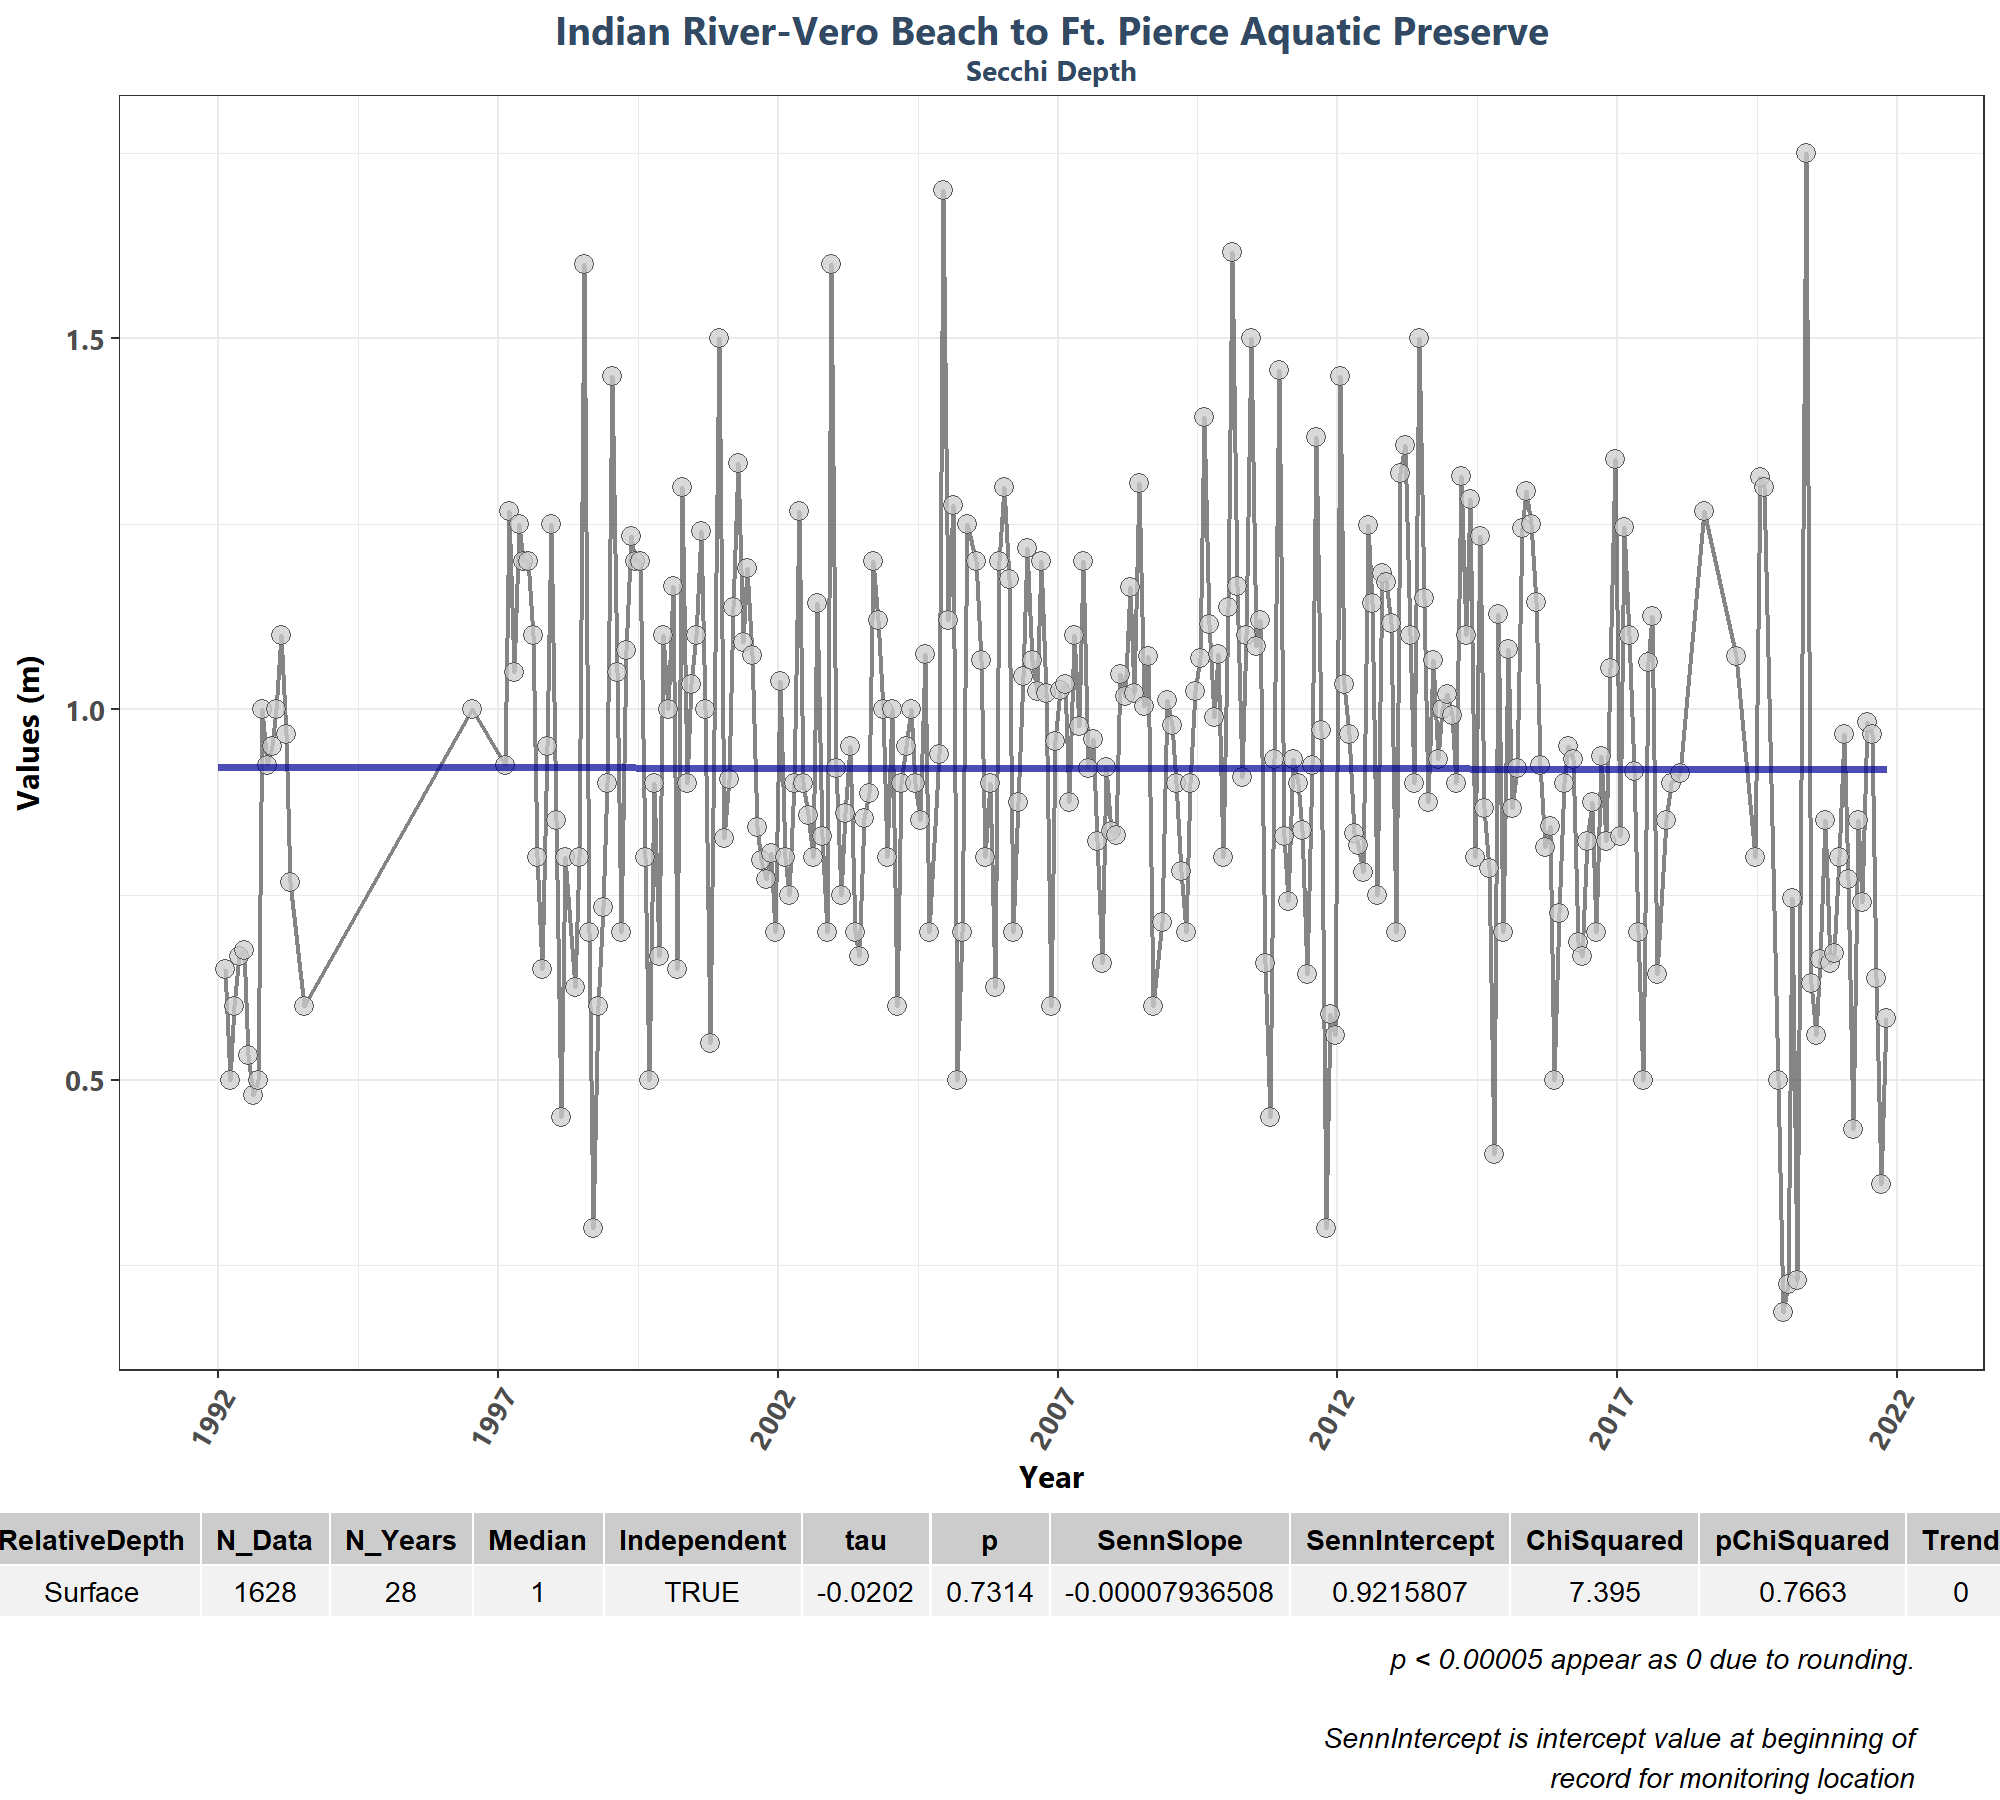 Indian River-Vero Beach to Ft. Pierce Aquatic Preserve
Secchi Depth
Values (m)
1.5
1.0
0.5
1992 1997 2002 2007 2012 2017 2022
Year
RelativeDepth N_Data N_Years Median Independent tau p SennSlope SennIntercept ChiSquared pChiSquared Trend
Surface 1628 28 1 TRUE -0.0202 0.7314 -0.00007936508 0.9215807 7.395 0.7663 0
p < 0.00005 appear as 0 due to rounding.
SennIntercept is intercept value at beginning of
record for monitoring location